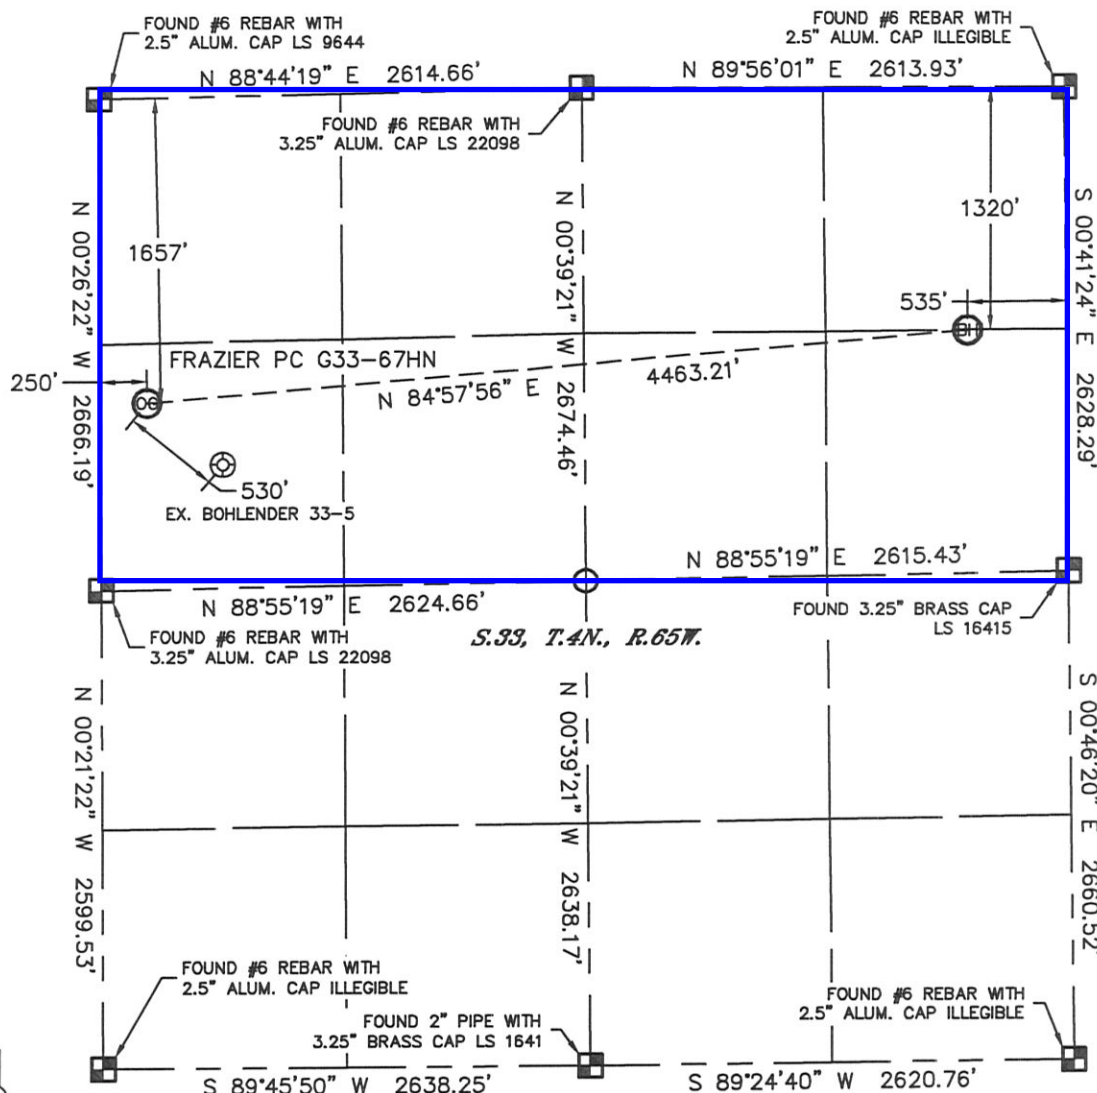 FOUND #6 REBAR WITH
2.5" ALUM. CAP LS 9644
FOUND #6 REBAR WITH
2.5" ALUM. CAP ILLEGIBLE
N 88°44'19" E 2614.66'
N 89°56'01" E 2613.93'
FOUND #6 REBAR WITH
3.25" ALUM. CAP LS 22098
N 00°26'22" W 2666.19'
1657'
N 00°39'21" W 2674.46'
1320'
S 00°41'24" E 2628.29'
535'
BH
FRAZIER PC G33-67HN
250'
OG
N 84°57'56" E 4463.21'
530'
EX. BOHLENDER 33-5
N 88°55'19" E 2615.43'
N 88°55'19" E 2624.66'
FOUND 3.25" BRASS CAP
LS 16415
S.33, T.4N., R.65W.
FOUND #6 REBAR WITH
3.25" ALUM. CAP LS 22098
N 00°21'22" W 2599.53'
N 00°39'21" W 2638.17'
S 00°46'20" E 2660.52'
FOUND #6 REBAR WITH
2.5" ALUM. CAP ILLEGIBLE
FOUND 2" PIPE WITH
3.25" BRASS CAP LS 1641
FOUND #6 REBAR WITH
2.5" ALUM. CAP ILLEGIBLE
S 89°45'50" W 2638.25'
S 89°24'40" W 2620.76'